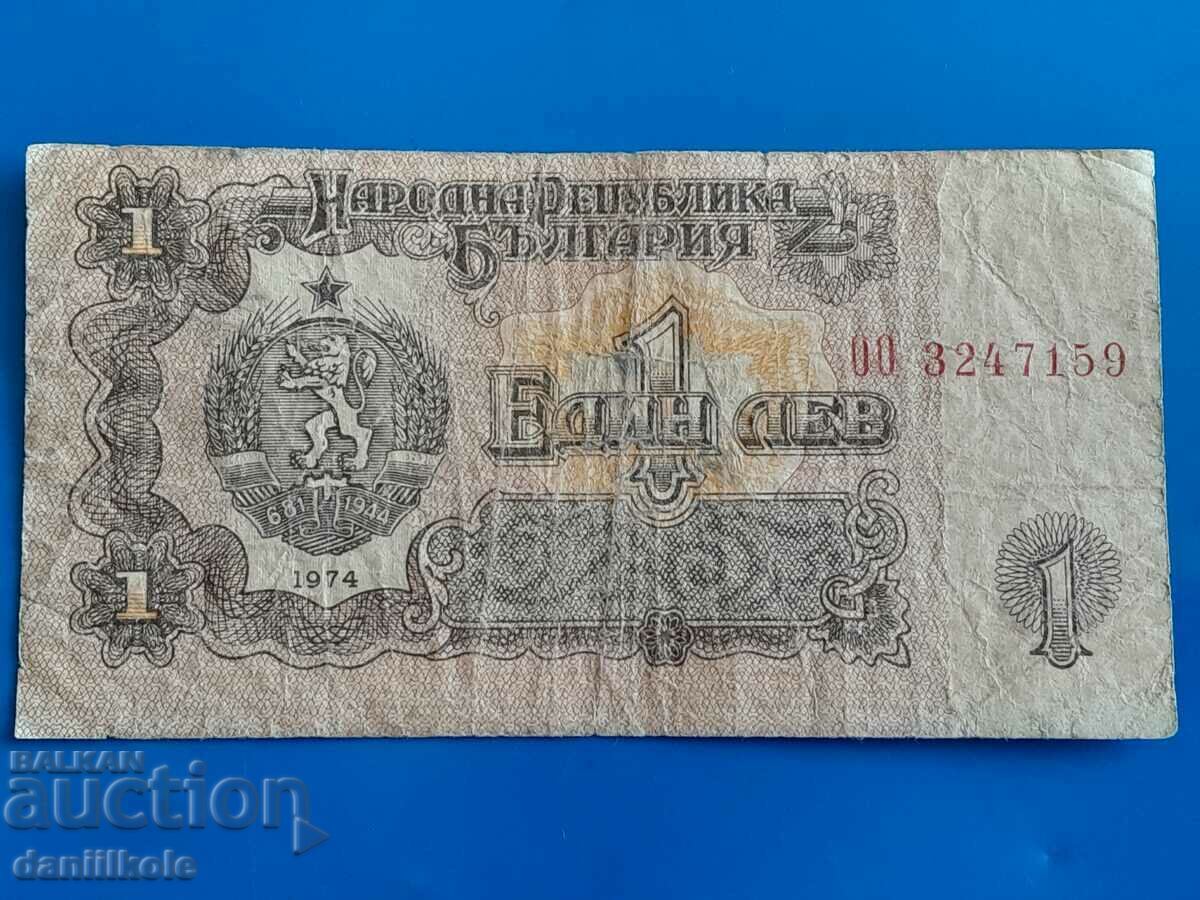 1
НАРОДНА РЕПУБЛИКА
БЪЛГАРИЯ
1
ОО 3247159
ЕДИН ЛЕВ
681 1944
1974
1
1
BALKAN
auction
daniilkole